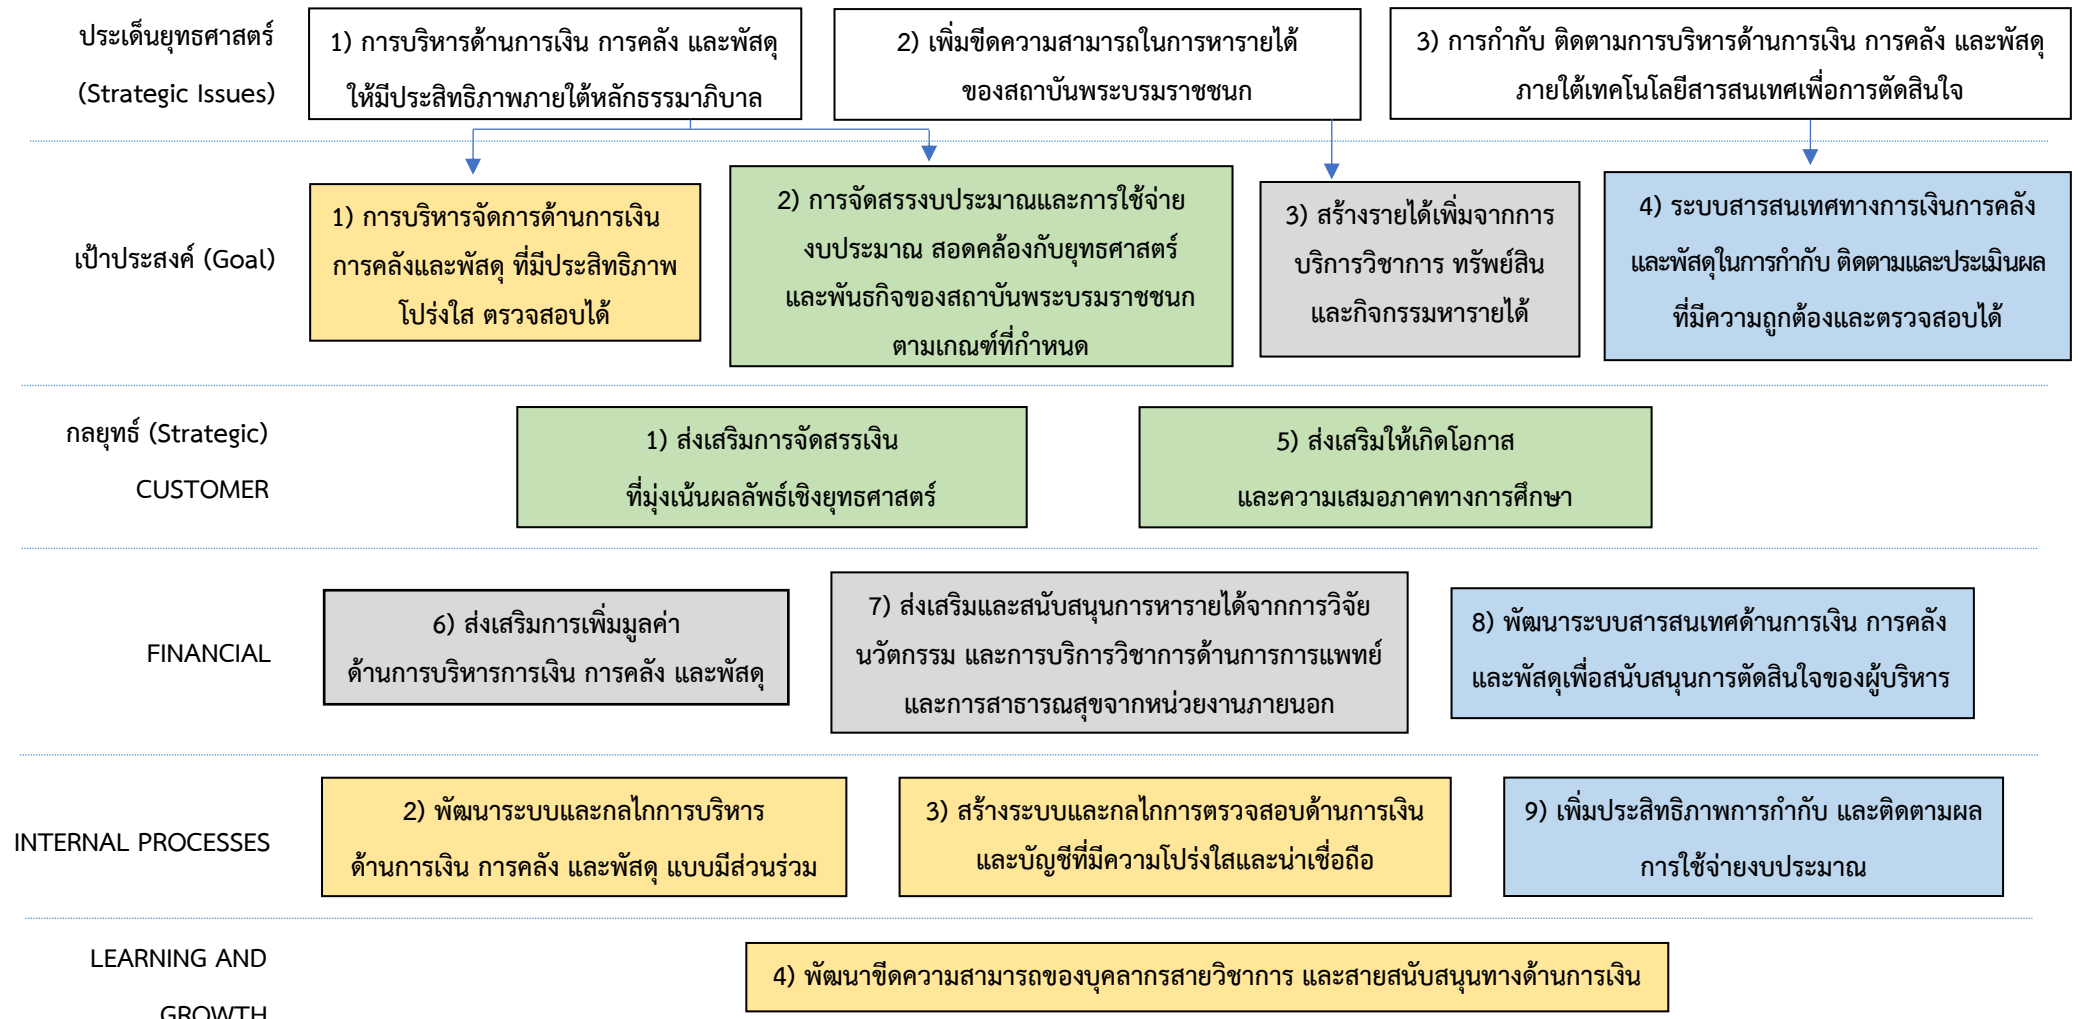 ประเด็นยุทธศาสตร์
(Strategic Issues)
1) การบริหารด้านการเงิน การคลัง และพัสดุ
ให้มีประสิทธิภาพภายใต้หลักธรรมาภิบาล
2) เพิ่มขีดความสามารถในการหารายได้
ของสถาบันพระบรมราชชนก
3) การกำกับ ติดตามการบริหารด้านการเงิน การคลัง และพัสดุ
ภายใต้เทคโนโลยีสารสนเทศเพื่อการตัดสินใจ
เป้าประสงค์ (Goal)
1) การบริหารจัดการด้านการเงิน
การคลังและพัสดุ ที่มีประสิทธิภาพ
โปร่งใส ตรวจสอบได้
2) การจัดสรรงบประมาณและการใช้จ่าย
งบประมาณ สอดคล้องกับยุทธศาสตร์
และพันธกิจของสถาบันพระบรมราชชนก
ตามเกณฑ์ที่กำหนด
3) สร้างรายได้เพิ่มจากการ
บริการวิชาการ ทรัพย์สิน
และกิจกรรมหารายได้
4) ระบบสารสนเทศทางการเงินการคลัง
และพัสดุในการกำกับ ติดตามและประเมินผล
ที่มีความถูกต้องและตรวจสอบได้
กลยุทธ์ (Strategic)
CUSTOMER
1) ส่งเสริมการจัดสรรเงิน
ที่มุ่งเน้นผลลัพธ์เชิงยุทธศาสตร์
5) ส่งเสริมให้เกิดโอกาส
และความเสมอภาคทางการศึกษา
FINANCIAL
6) ส่งเสริมการเพิ่มมูลค่า
ด้านการบริหารการเงิน การคลัง และพัสดุ
7) ส่งเสริมและสนับสนุนการหารายได้จากการวิจัย
นวัตกรรม และการบริการวิชาการด้านการการแพทย์
และการสาธารณสุขจากหน่วยงานภายนอก
8) พัฒนาระบบสารสนเทศด้านการเงิน การคลัง
และพัสดุเพื่อสนับสนุนการตัดสินใจของผู้บริหาร
INTERNAL PROCESSES
2) พัฒนาระบบและกลไกการบริหาร
ด้านการเงิน การคลัง และพัสดุ แบบมีส่วนร่วม
3) สร้างระบบและกลไกการตรวจสอบด้านการเงิน
และบัญชีที่มีความโปร่งใสและน่าเชื่อถือ
9) เพิ่มประสิทธิภาพการกำกับ และติดตามผล
การใช้จ่ายงบประมาณ
LEARNING AND
GROWTH
4) พัฒนาขีดความสามารถของบุคลากรสายวิชาการ และสายสนับสนุนทางด้านการเงิน